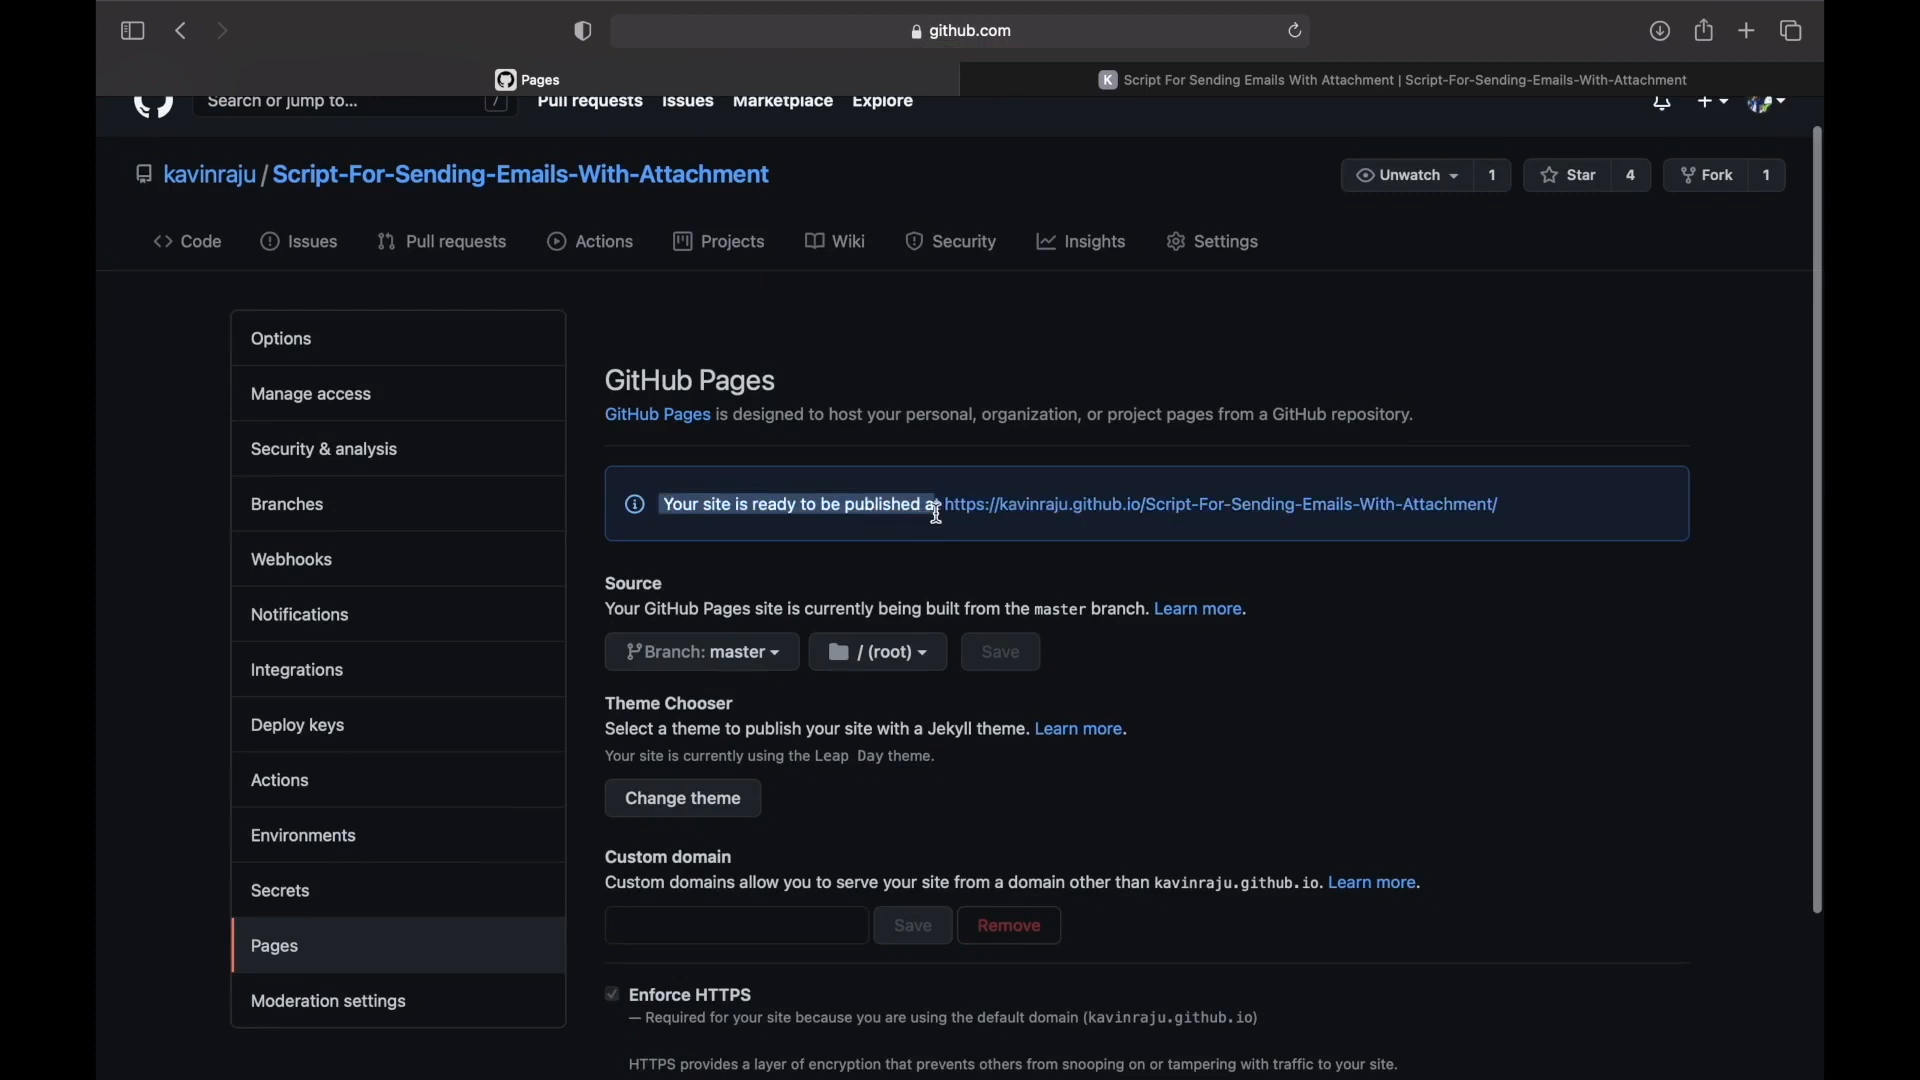 github.com
Pages
K Script For Sending Emails With Attachment | Script-For-Sending-Emails-With-Attachment
Search or jump to... / Pull requests Issues Marketplace Explore
kavinraju / Script-For-Sending-Emails-With-Attachment
Unwatch 1 Star 4 Fork 1
Code Issues Pull requests Actions Projects Wiki Security Insights Settings
Options
Manage access
Security & analysis
Branches
Webhooks
Notifications
Integrations
Deploy keys
Actions
Environments
Secrets
Pages
Moderation settings
GitHub Pages
GitHub Pages is designed to host your personal, organization, or project pages from a GitHub repository.
Your site is ready to be published at https://kavinraju.github.io/Script-For-Sending-Emails-With-Attachment/
Source
Your GitHub Pages site is currently being built from the master branch. Learn more.
Branch: master / (root) Save
Theme Chooser
Select a theme to publish your site with a Jekyll theme. Learn more.
Your site is currently using the Leap Day theme.
Change theme
Custom domain
Custom domains allow you to serve your site from a domain other than kavinraju.github.io. Learn more.
Save Remove
Enforce HTTPS
— Required for your site because you are using the default domain (kavinraju.github.io)
HTTPS provides a layer of encryption that prevents others from snooping on or tampering with traffic to your site.